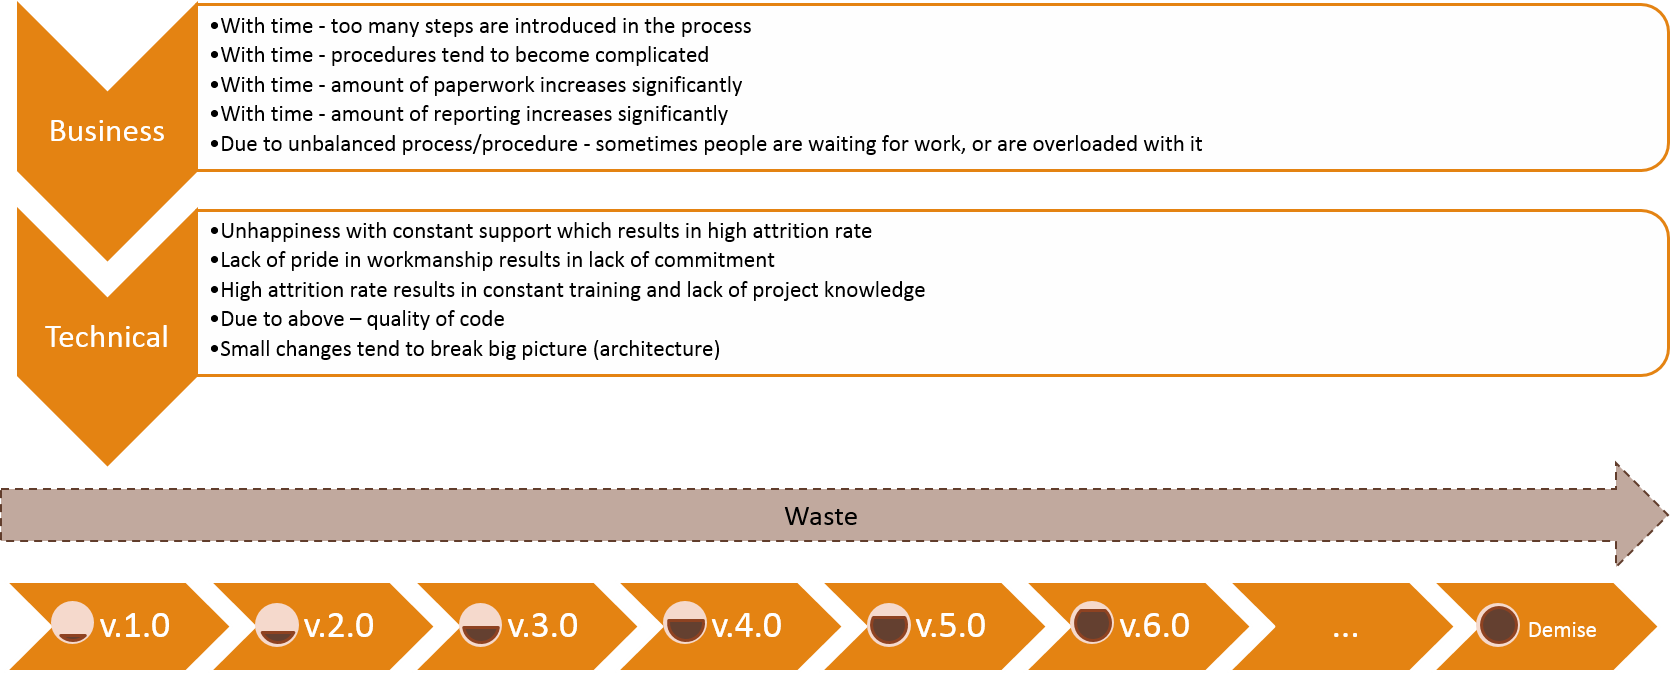 Business
•With time - too many steps are introduced in the process
•With time - procedures tend to become complicated
•With time - amount of paperwork increases significantly
•With time - amount of reporting increases significantly
•Due to unbalanced process/procedure - sometimes people are waiting for work, or are overloaded with it
Technical
•Unhappiness with constant support which results in high attrition rate
•Lack of pride in workmanship results in lack of commitment
•High attrition rate results in constant training and lack of project knowledge
•Due to above – quality of code
•Small changes tend to break big picture (architecture)
Waste
v.1.0
v.2.0
v.3.0
v.4.0
v.5.0
v.6.0
...
Demise